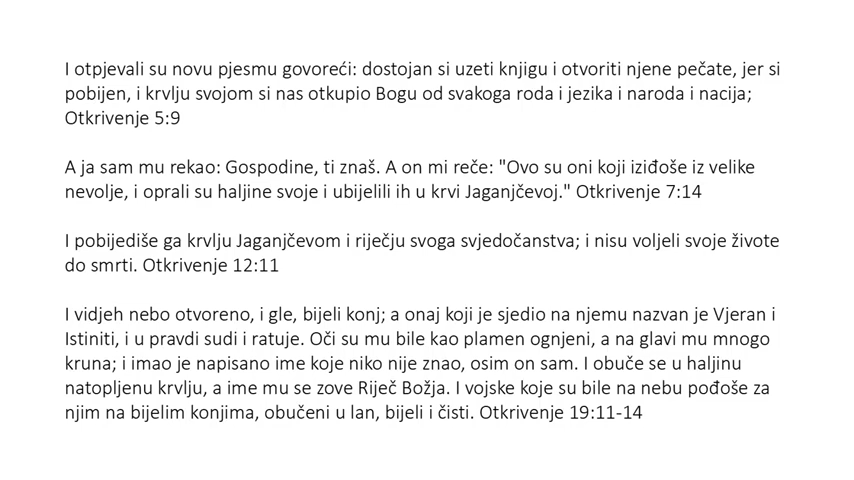 I otpjevali su novu pjesmu govoreći: dostojan si uzeti knjigu i otvoriti njene pečate, jer si
pobijen, i krvlju svojom si nas otkupio Bogu od svakoga roda i jezika i naroda i nacija;
Otkrivenje 5:9
A ja sam mu rekao: Gospodine, ti znaš. A on mi reče: "Ovo su oni koji iziđoše iz velike
nevolje, i oprali su haljine svoje i ubijelili ih u krvi Jaganjčevoj." Otkrivenje 7:14
I pobijediše ga krvlju Jaganjčevom i riječju svoga svjedočanstva; i nisu voljeli svoje živote
do smrti. Otkrivenje 12:11
I vidjeh nebo otvoreno, i gle, bijeli konj; a onaj koji je sjedio na njemu nazvan je Vjeran i
Istiniti, i u pravdi sudi i ratuje. Oči su mu bile kao plamen ognjeni, a na glavi mu mnogo
kruna; i imao je napisano ime koje niko nije znao, osim on sam. I obuče se u haljinu
natopljenu krvlju, a ime mu se zove Riječ Božja. I vojske koje su bile na nebu pođoše za
njim na bijelim konjima, obučeni u lan, bijeli i čisti. Otkrivenje 19:11-14